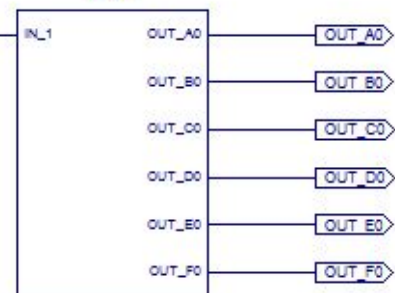 IN_1 OUT_A0 OUT_A0
OUT_B0 OUT_B0
OUT_C0 OUT_C0
OUT_D0 OUT_D0
OUT_E0 OUT_E0
OUT_F0 OUT_F0